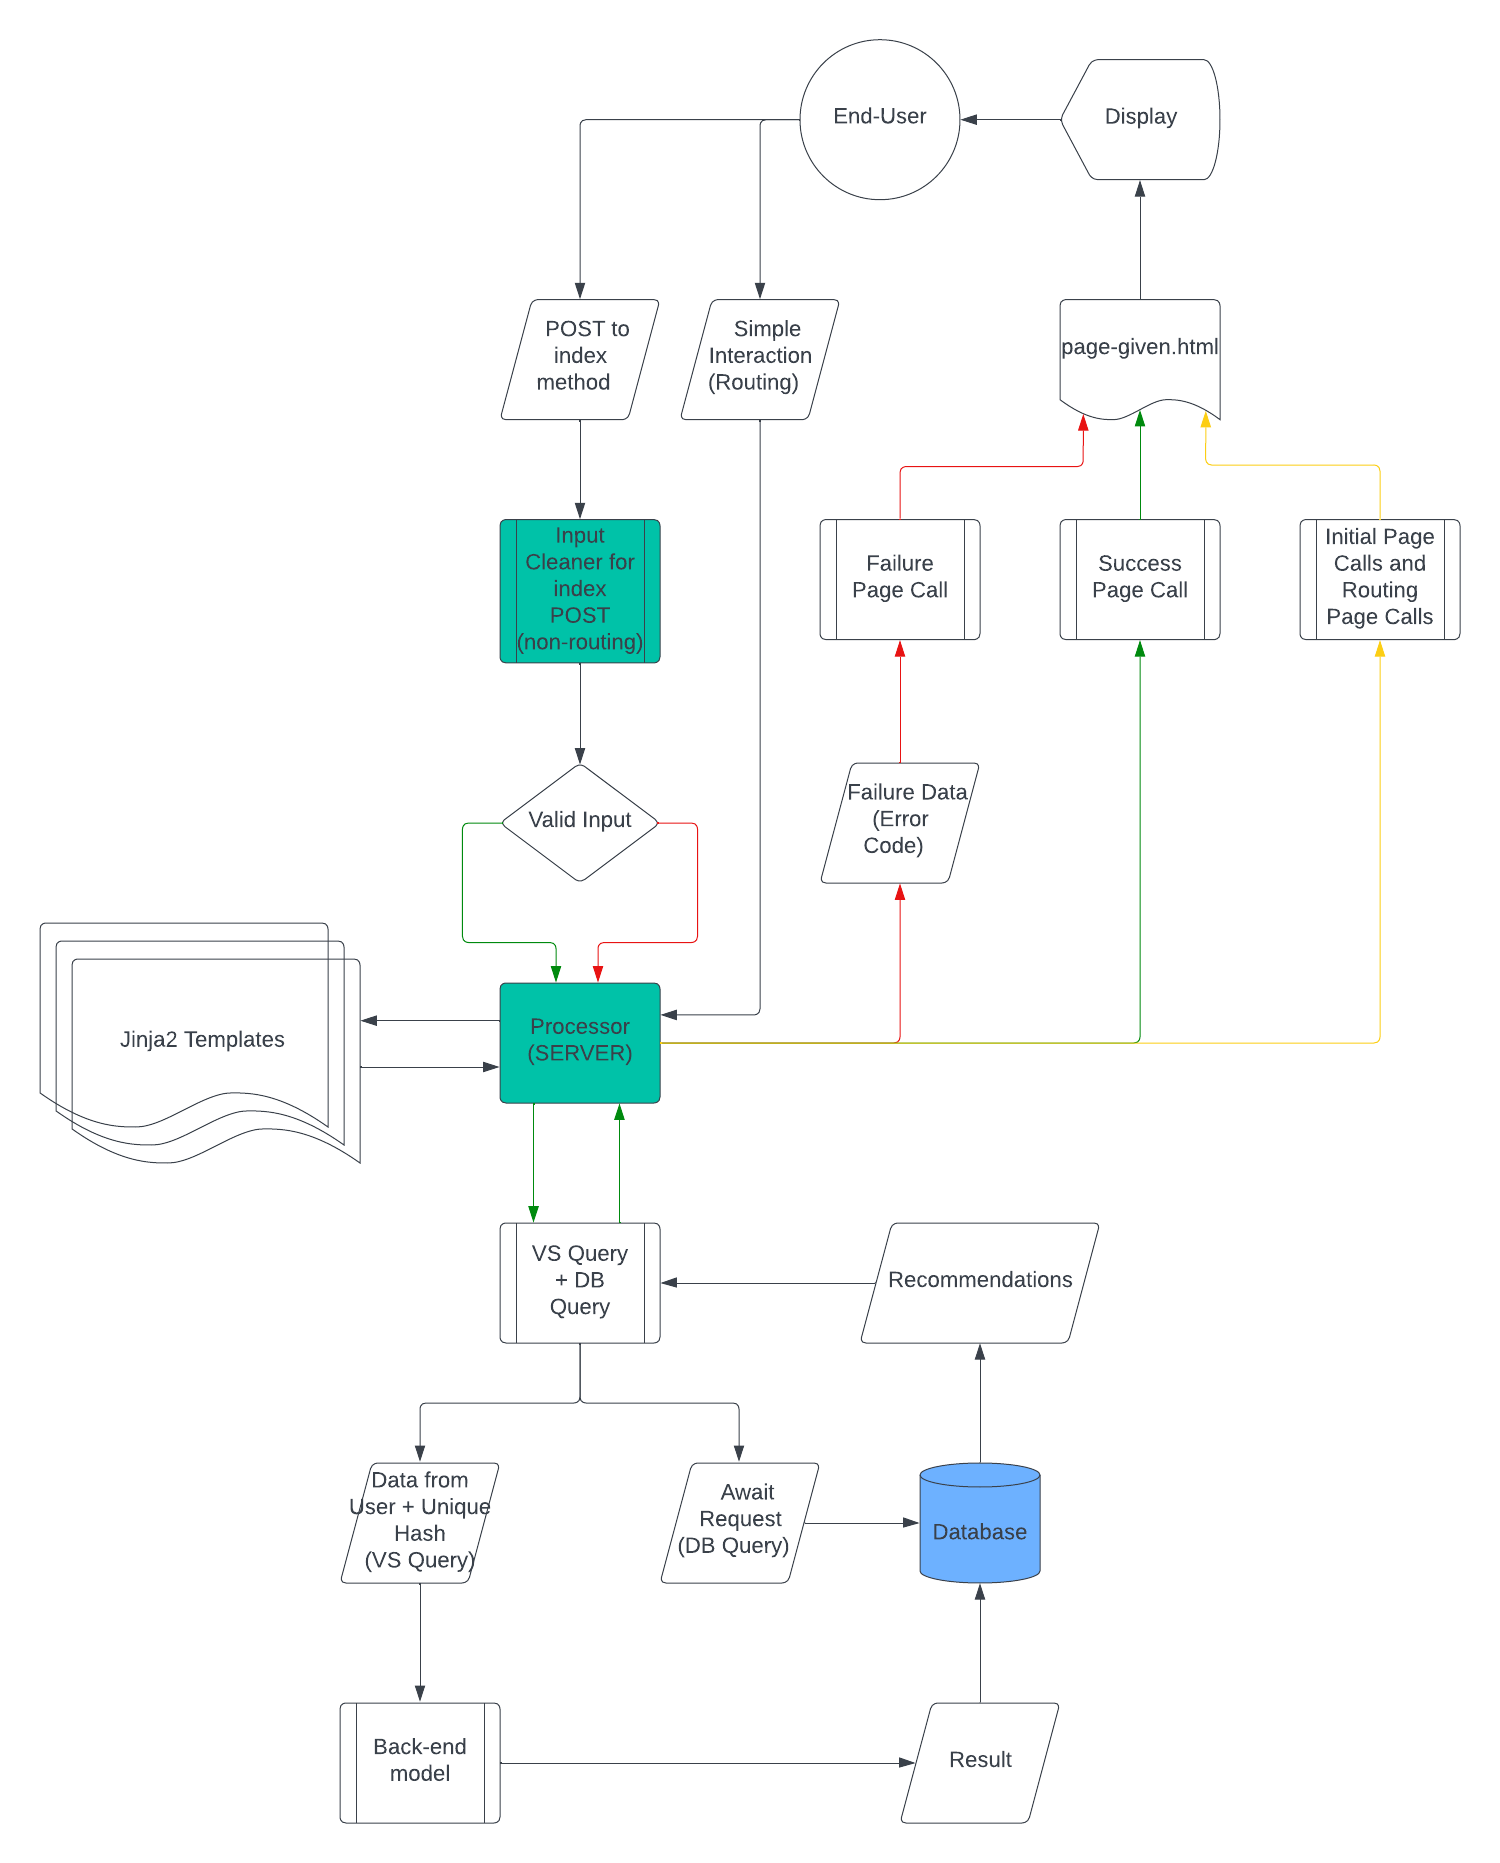 End-User
Display
POST to
index
method
Simple
Interaction
(Routing)
page-given.html
Input
Cleaner for
index
POST
(non-routing)
Failure
Page Call
Success
Page Call
Initial Page
Calls and
Routing
Page Calls
Valid Input
Failure Data
(Error
Code)
Jinja2 Templates
Processor
(SERVER)
VS Query
+ DB
Query
Recommendations
Data from
User + Unique
Hash
(VS Query)
Await
Request
(DB Query)
Database
Back-end
model
Result